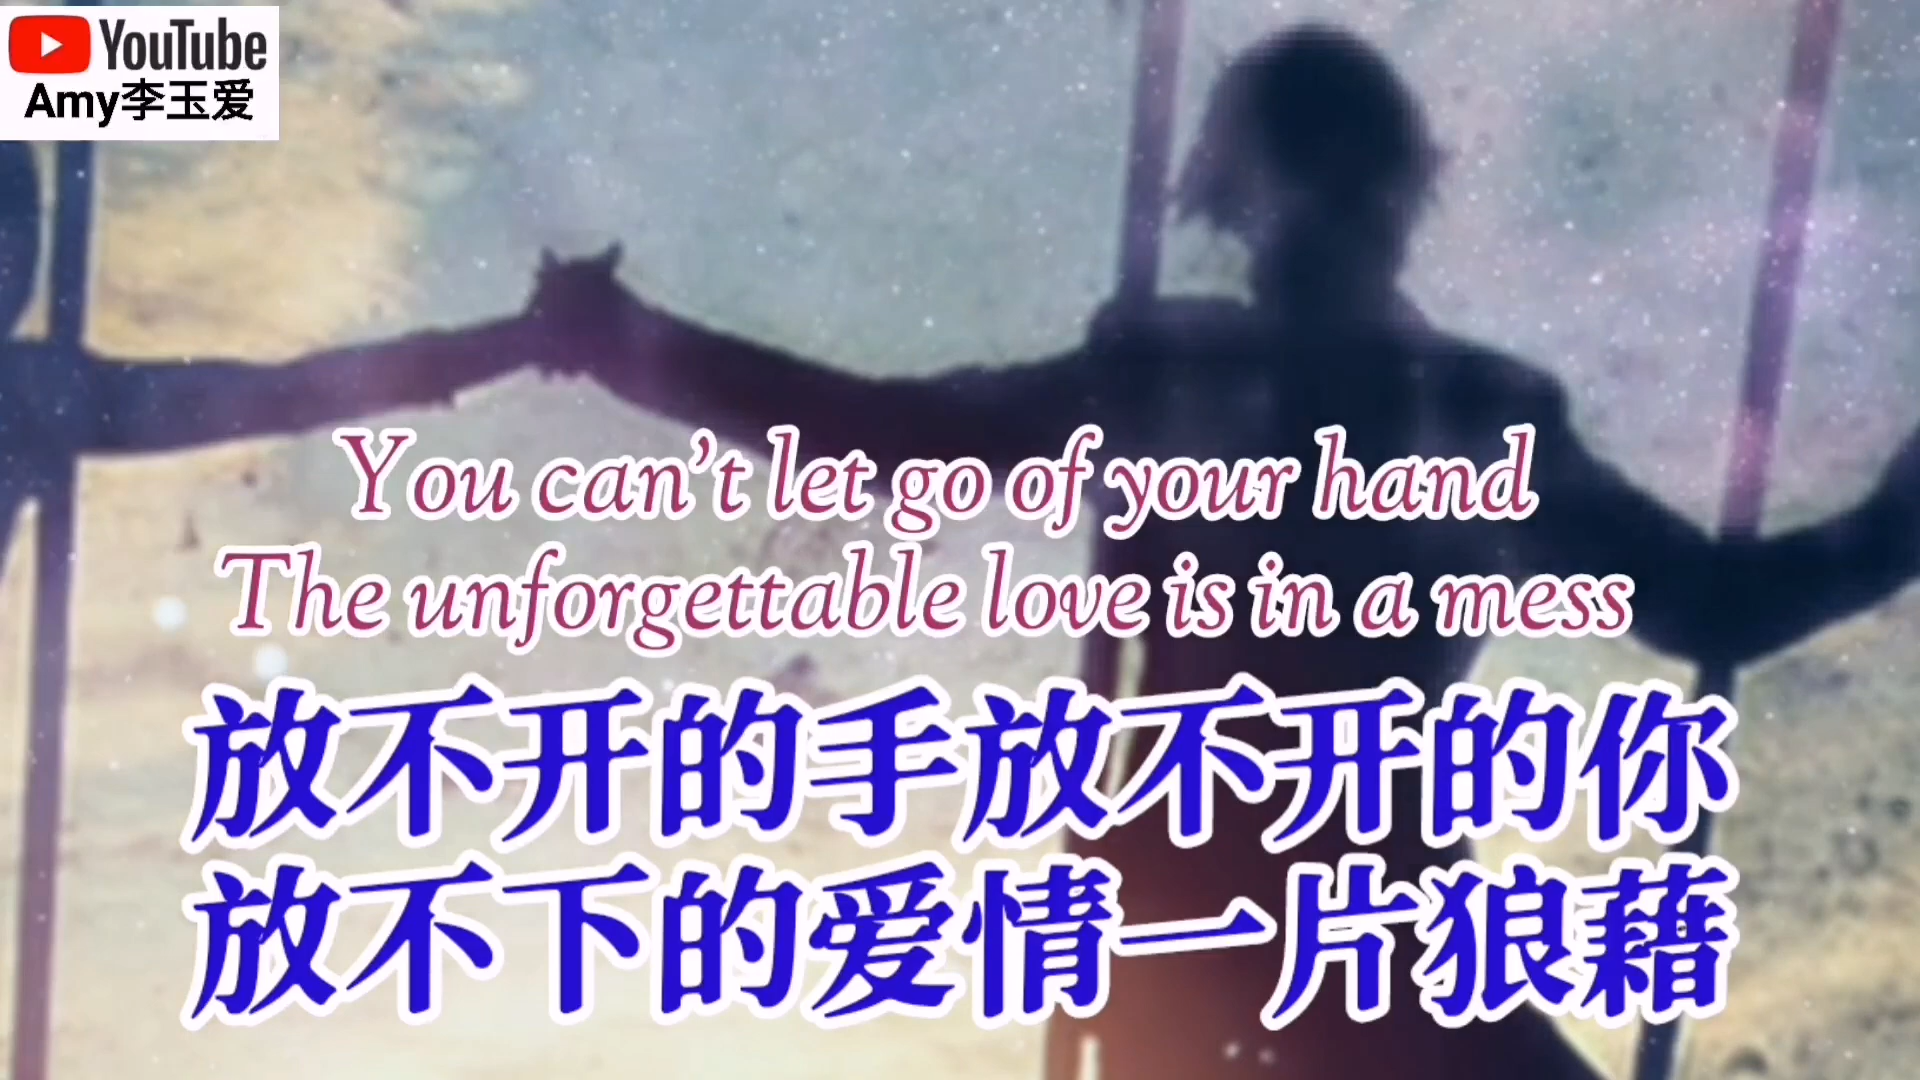 YouTube
Amy李玉爱
You can't let go of your hand
The unforgettable love is in a mess
放不开的手放不开的你
放不下的爱情一片狼藉